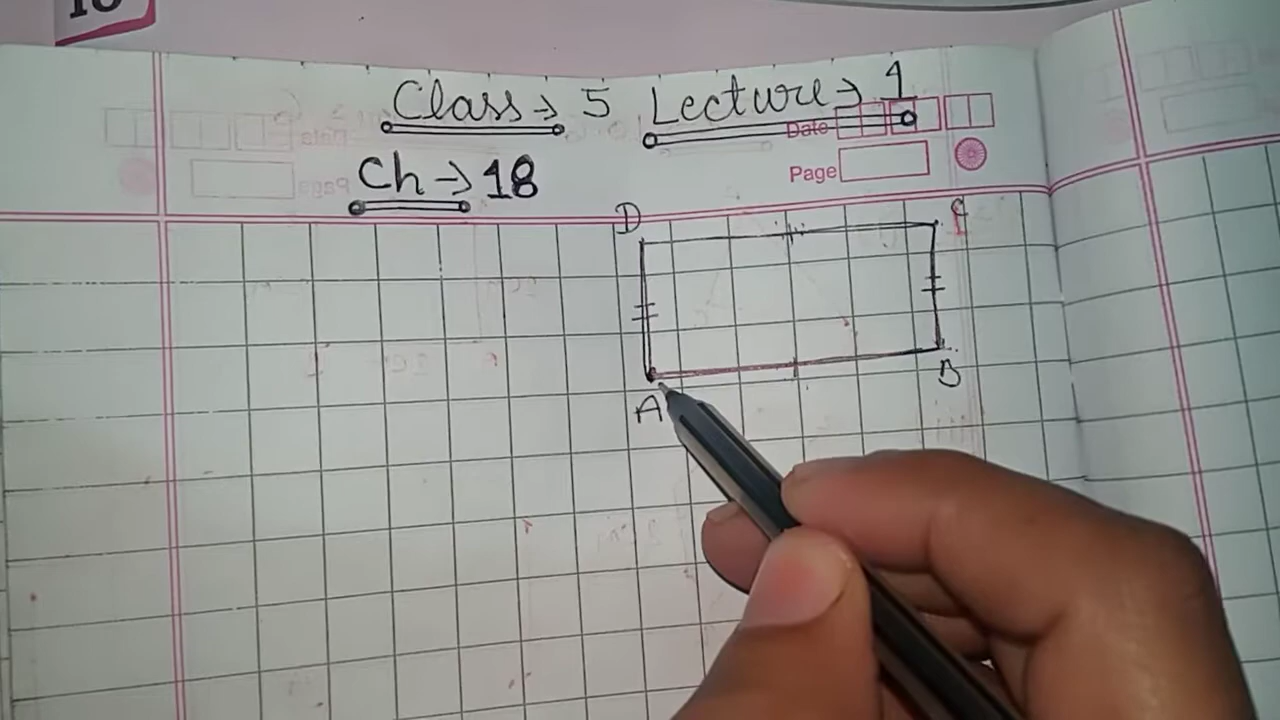 Class → 5 Lecture → 1
Date
Ch → 18
Page
D C
A B